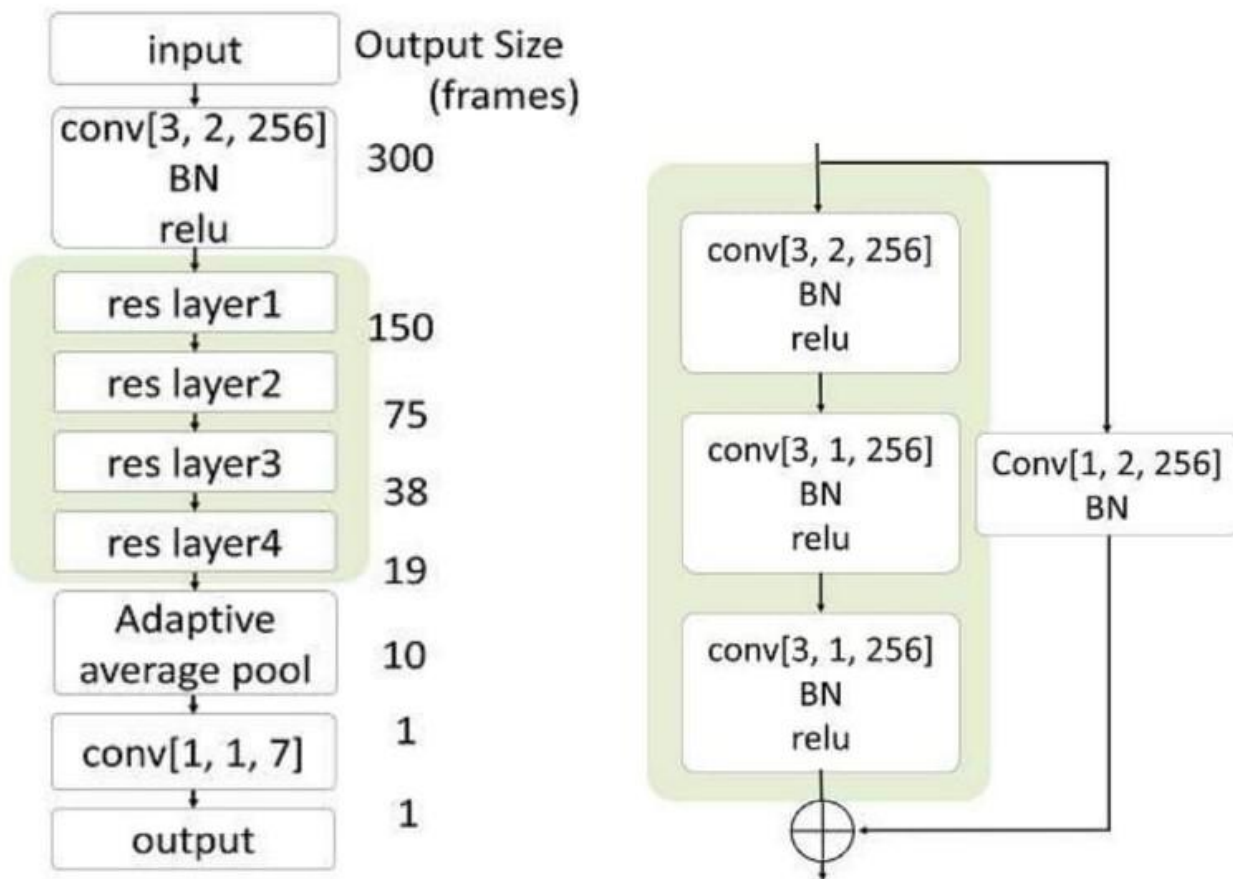 input
Output Size
(frames)
conv[3, 2, 256]
BN
relu
300
res layer1
150
res layer2
75
res layer3
38
res layer4
19
Adaptive
average pool
10
conv[1, 1, 7]
1
output
1
conv[3, 2, 256]
BN
relu
conv[3, 1, 256]
BN
relu
Conv[1, 2, 256]
BN
conv[3, 1, 256]
BN
relu